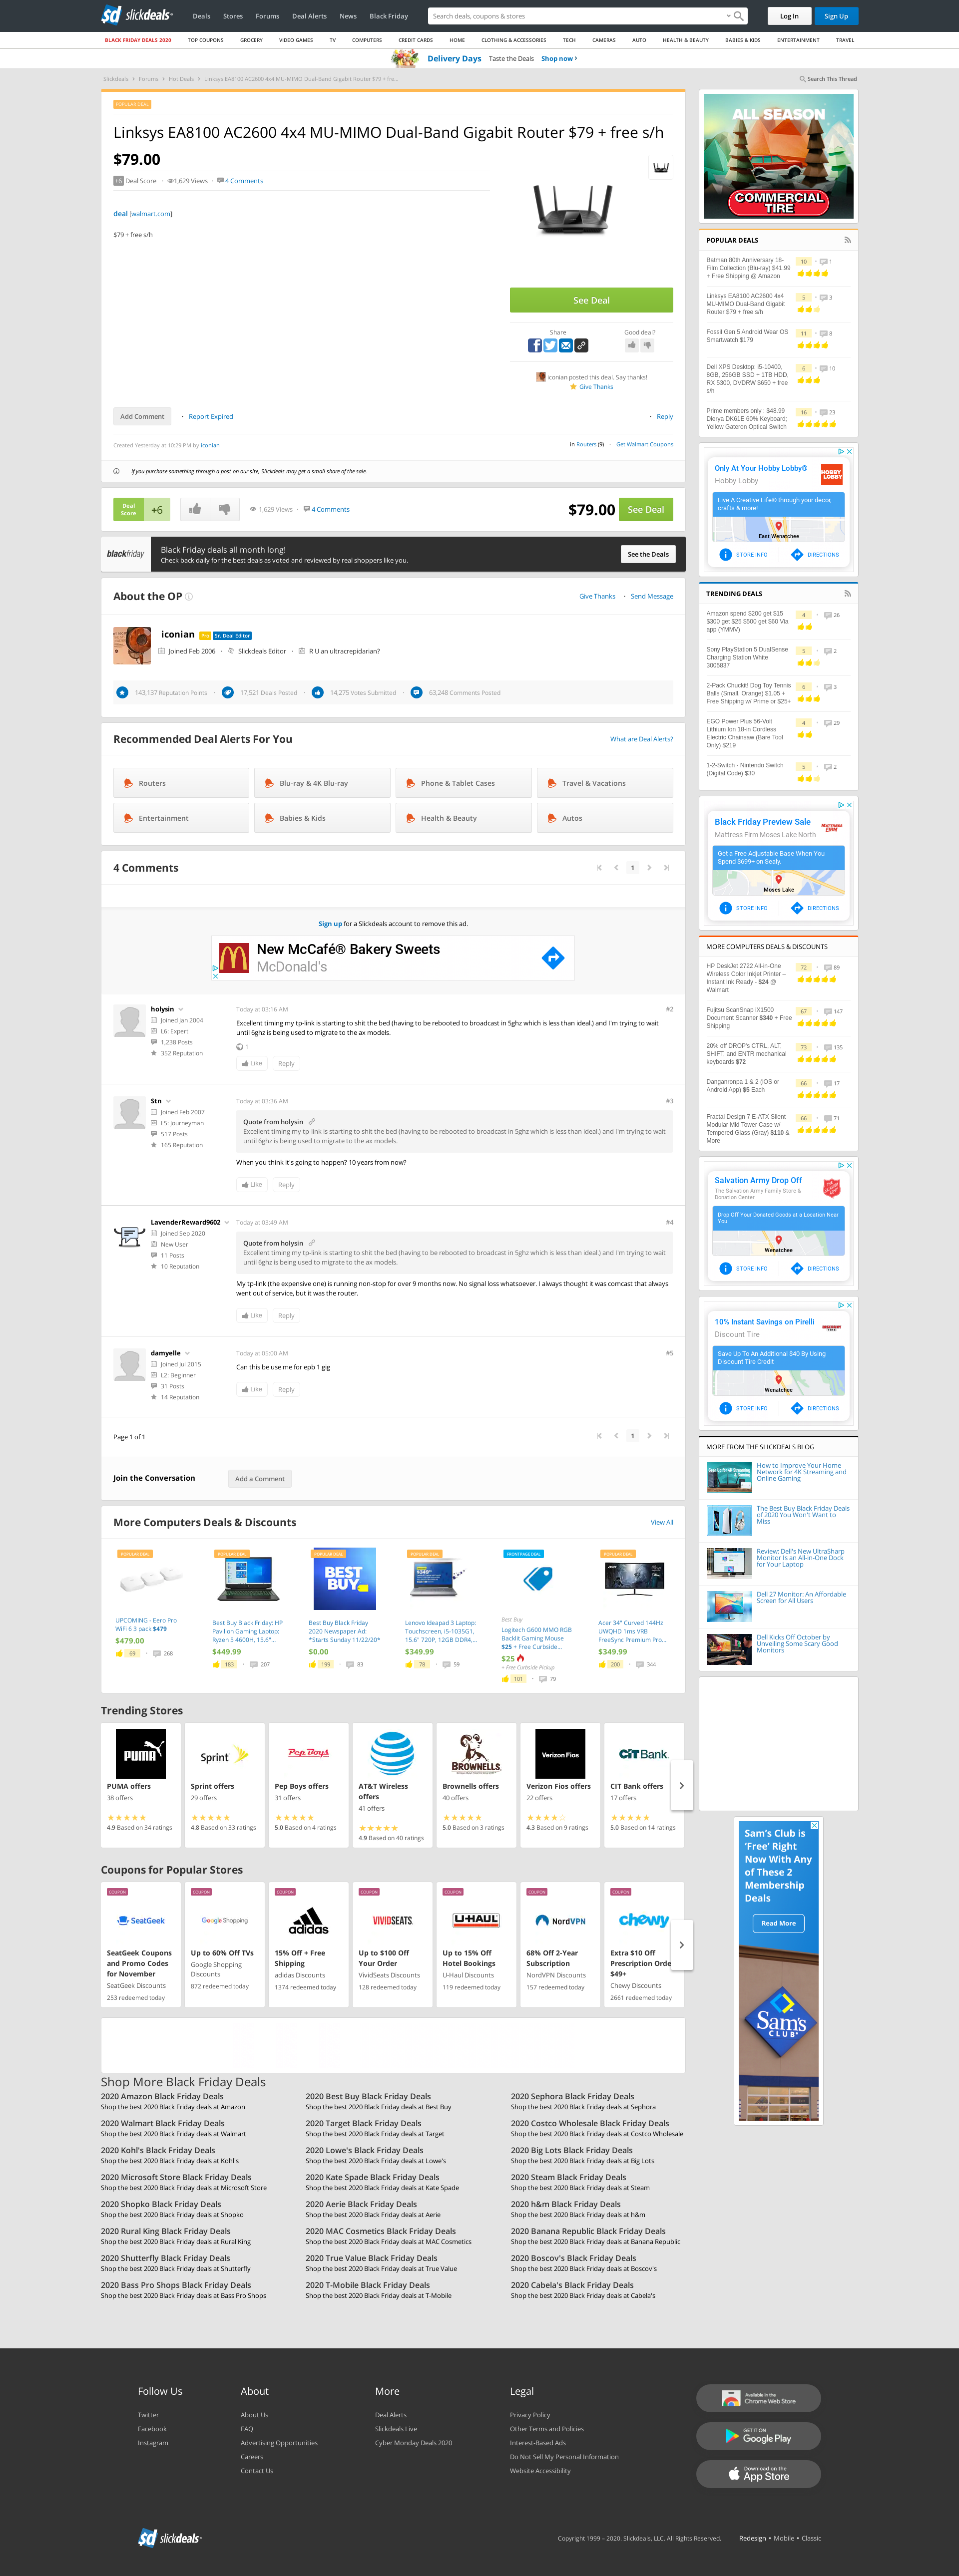 sd slickdeals
Deals Stores Forums Deal Alerts News Black Friday
Search deals, coupons & stores
Log In Sign Up
BLACK FRIDAY DEALS 2020 TOP COUPONS GROCERY VIDEO GAMES TV COMPUTERS CREDIT CARDS HOME CLOTHING & ACCESSORIES TECH CAMERAS AUTO HEALTH & BEAUTY BABIES & KIDS ENTERTAINMENT TRAVEL
Delivery Days Taste the Deals Shop now
Slickdeals Forums Hot Deals Linksys EA8100 AC2600 4x4 MU-MIMO Dual-Band Gigabit Router $79 + fre...
Search This Thread
POPULAR DEAL
Linksys EA8100 AC2600 4x4 MU-MIMO Dual-Band Gigabit Router $79 + free s/h
$79.00
+6 Deal Score 1,629 Views 4 Comments
deal [walmart.com]
$79 + free s/h
See Deal
Share Good deal?
iconian posted this deal. Say thanks!
Give Thanks
Add Comment Report Expired Reply
Created Yesterday at 10:29 PM by iconian
in Routers (9) Get Walmart Coupons
If you purchase something through a post on our site, Slickdeals may get a small share of the sale.
Deal Score +6 1,629 Views 4 Comments $79.00 See Deal
blackfriday
Black Friday deals all month long!
Check back daily for the best deals as voted and reviewed by real shoppers like you.
See the Deals
About the OP
Give Thanks Send Message
iconian Pro Sr. Deal Editor
Joined Feb 2006 Slickdeals Editor R U an ultracrepidarian?
143,137 Reputation Points 17,521 Deals Posted 14,275 Votes Submitted 63,248 Comments Posted
Recommended Deal Alerts For You
What are Deal Alerts?
Routers Blu-ray & 4K Blu-ray Phone & Tablet Cases Travel & Vacations
Entertainment Babies & Kids Health & Beauty Autos
4 Comments
1
Sign up for a Slickdeals account to remove this ad.
New McCafé® Bakery Sweets
McDonald's
holysin
Joined Jan 2004
L6: Expert
1,238 Posts
352 Reputation
Today at 03:16 AM
#2
Excellent timing my tp-link is starting to shit the bed (having to be rebooted to broadcast in 5ghz which is less than ideal.) and I'm trying to wait
until 6ghz is being used to migrate to the ax models.
1
Like Reply
Stn
Joined Feb 2007
L5: Journeyman
517 Posts
165 Reputation
Today at 03:36 AM
#3
Quote from holysin
Excellent timing my tp-link is starting to shit the bed (having to be rebooted to broadcast in 5ghz which is less than ideal.) and I'm trying to wait
until 6ghz is being used to migrate to the ax models.
When you think it's going to happen? 10 years from now?
Like Reply
LavenderReward9602
Joined Sep 2020
New User
11 Posts
10 Reputation
Today at 03:49 AM
#4
Quote from holysin
Excellent timing my tp-link is starting to shit the bed (having to be rebooted to broadcast in 5ghz which is less than ideal.) and I'm trying to wait
until 6ghz is being used to migrate to the ax models.
My tp-link (the expensive one) is running non-stop for over 9 months now. No signal loss whatsoever. I always thought it was comcast that always
went out of service, but it was the router.
Like Reply
damyelle
Joined Jul 2015
L2: Beginner
31 Posts
14 Reputation
Today at 05:00 AM
#5
Can this be use me for epb 1 gig
Like Reply
Page 1 of 1
1
Join the Conversation Add a Comment
More Computers Deals & Discounts
View All
POPULAR DEAL
UPCOMING - Eero Pro
WiFi 6 3 pack $479
$479.00
69 268
POPULAR DEAL
Best Buy Black Friday: HP
Pavilion Gaming Laptop:
Ryzen 5 4600H, 15.6"...
$449.99
183 207
POPULAR DEAL
BEST BUY
Best Buy Black Friday
2020 Newspaper Ad:
*Starts Sunday 11/22/20*
$0.00
199 83
POPULAR DEAL
Lenovo Ideapad 3 Laptop:
Touchscreen, i5-1035G1,
15.6" 720P, 12GB DDR4,...
$349.99
78 59
FRONTPAGE DEAL
Best Buy
Logitech G600 MMO RGB
Backlit Gaming Mouse
$25 + Free Curbside...
$25
+ Free Curbside Pickup
101 79
POPULAR DEAL
Acer 34" Curved 144Hz
UWQHD 1ms VRB
FreeSync Premium Pro...
$349.99
200 344
Trending Stores
PUMA
PUMA offers
38 offers
4.9 Based on 34 ratings
Sprint
Sprint offers
29 offers
4.8 Based on 33 ratings
Pep Boys
Pep Boys offers
31 offers
5.0 Based on 4 ratings
AT&T Wireless
offers
41 offers
4.9 Based on 40 ratings
BROWNELLS
Brownells offers
40 offers
5.0 Based on 3 ratings
Verizon Fios
Verizon Fios offers
22 offers
4.3 Based on 9 ratings
CIT Bank
CIT Bank offers
17 offers
5.0 Based on 14 ratings
Coupons for Popular Stores
COUPON
SeatGeek
SeatGeek Coupons
and Promo Codes
for November
SeatGeek Discounts
253 redeemed today
COUPON
Google Shopping
Up to 60% Off TVs
Google Shopping
Discounts
872 redeemed today
COUPON
adidas
15% Off + Free
Shipping
adidas Discounts
1374 redeemed today
COUPON
VIVIDSEATS
Up to $100 Off
Your Order
VividSeats Discounts
128 redeemed today
COUPON
U-HAUL
Up to 15% Off
Hotel Bookings
U-Haul Discounts
119 redeemed today
COUPON
NordVPN
68% Off 2-Year
Subscription
NordVPN Discounts
157 redeemed today
COUPON
chewy
Extra $10 Off
Prescription Orde
$49+
Chewy Discounts
2661 redeemed today
Shop More Black Friday Deals
2020 Amazon Black Friday Deals
Shop the best 2020 Black Friday deals at Amazon
2020 Best Buy Black Friday Deals
Shop the best 2020 Black Friday deals at Best Buy
2020 Sephora Black Friday Deals
Shop the best 2020 Black Friday deals at Sephora
2020 Walmart Black Friday Deals
Shop the best 2020 Black Friday deals at Walmart
2020 Target Black Friday Deals
Shop the best 2020 Black Friday deals at Target
2020 Costco Wholesale Black Friday Deals
Shop the best 2020 Black Friday deals at Costco Wholesale
2020 Kohl's Black Friday Deals
Shop the best 2020 Black Friday deals at Kohl's
2020 Lowe's Black Friday Deals
Shop the best 2020 Black Friday deals at Lowe's
2020 Big Lots Black Friday Deals
Shop the best 2020 Black Friday deals at Big Lots
2020 Microsoft Store Black Friday Deals
Shop the best 2020 Black Friday deals at Microsoft Store
2020 Kate Spade Black Friday Deals
Shop the best 2020 Black Friday deals at Kate Spade
2020 Steam Black Friday Deals
Shop the best 2020 Black Friday deals at Steam
2020 Shopko Black Friday Deals
Shop the best 2020 Black Friday deals at Shopko
2020 Aerie Black Friday Deals
Shop the best 2020 Black Friday deals at Aerie
2020 h&m Black Friday Deals
Shop the best 2020 Black Friday deals at h&m
2020 Rural King Black Friday Deals
Shop the best 2020 Black Friday deals at Rural King
2020 MAC Cosmetics Black Friday Deals
Shop the best 2020 Black Friday deals at MAC Cosmetics
2020 Banana Republic Black Friday Deals
Shop the best 2020 Black Friday deals at Banana Republic
2020 Shutterfly Black Friday Deals
Shop the best 2020 Black Friday deals at Shutterfly
2020 True Value Black Friday Deals
Shop the best 2020 Black Friday deals at True Value
2020 Boscov's Black Friday Deals
Shop the best 2020 Black Friday deals at Boscov's
2020 Bass Pro Shops Black Friday Deals
Shop the best 2020 Black Friday deals at Bass Pro Shops
2020 T-Mobile Black Friday Deals
Shop the best 2020 Black Friday deals at T-Mobile
2020 Cabela's Black Friday Deals
Shop the best 2020 Black Friday deals at Cabela's
ALL SEASON
COMMERCIAL
TIRE
POPULAR DEALS
Batman 80th Anniversary 18-
Film Collection (Blu-ray) $41.99
+ Free Shipping @ Amazon
10 1
Linksys EA8100 AC2600 4x4
MU-MIMO Dual-Band Gigabit
Router $79 + free s/h
5 3
Fossil Gen 5 Android Wear OS
Smartwatch $179
11 8
Dell XPS Desktop: i5-10400,
8GB, 256GB SSD + 1TB HDD,
RX 5300, DVDRW $650 + free
s/h
6 10
Prime members only : $48.99
Dierya DK61E 60% Keyboard;
Yellow Gateron Optical Switch
16 23
Only At Your Hobby Lobby®
Hobby Lobby
HOBBY LOBBY
Live A Creative Life® through your decor,
crafts & more!
East Wenatchee
STORE INFO DIRECTIONS
TRENDING DEALS
Amazon spend $200 get $15
$300 get $25 $500 get $60 Via
app (YMMV)
4 26
Sony PlayStation 5 DualSense
Charging Station White
3005837
5 2
2-Pack Chuckit! Dog Toy Tennis
Balls (Small, Orange) $1.05 +
Free Shipping w/ Prime or $25+
6 3
EGO Power Plus 56-Volt
Lithium Ion 18-in Cordless
Electric Chainsaw (Bare Tool
Only) $219
4 29
1-2-Switch - Nintendo Switch
(Digital Code) $30
5 2
Black Friday Preview Sale
Mattress Firm Moses Lake North
MATTRESS FIRM
Get a Free Adjustable Base When You
Spend $699+ on Sealy.
Moses Lake
STORE INFO DIRECTIONS
MORE COMPUTERS DEALS & DISCOUNTS
HP DeskJet 2722 All-in-One
Wireless Color Inkjet Printer –
Instant Ink Ready - $24 @
Walmart
72 89
Fujitsu ScanSnap iX1500
Document Scanner $340 + Free
Shipping
67 147
20% off DROP's CTRL, ALT,
SHIFT, and ENTR mechanical
keyboards $72
73 135
Danganronpa 1 & 2 (iOS or
Android App) $5 Each
66 17
Fractal Design 7 E-ATX Silent
Modular Mid Tower Case w/
Tempered Glass (Gray) $110 &
More
66 71
Salvation Army Drop Off
The Salvation Army Family Store &
Donation Center
Drop Off Your Donated Goods at a Location Near
You
Wenatchee
STORE INFO DIRECTIONS
10% Instant Savings on Pirelli
Discount Tire
DISCOUNT TIRE
Save Up To An Additional $40 By Using
Discount Tire Credit
Wenatchee
STORE INFO DIRECTIONS
MORE FROM THE SLICKDEALS BLOG
How to Improve Your Home
Network for 4K Streaming and
Online Gaming
The Best Buy Black Friday Deals
of 2020 You Won't Want to
Miss
Review: Dell's New UltraSharp
Monitor Is an All-in-One Dock
for Your Laptop
Dell 27 Monitor: An Affordable
Screen for All Users
Dell Kicks Off October by
Unveiling Some Scary Good
Monitors
Sam's Club is
'Free' Right
Now With Any
of These 2
Membership
Deals
Read More
Sam's
CLUB
Follow Us
Twitter
Facebook
Instagram
About
About Us
FAQ
Advertising Opportunities
Careers
Contact Us
More
Deal Alerts
Slickdeals Live
Cyber Monday Deals 2020
Legal
Privacy Policy
Other Terms and Policies
Interest-Based Ads
Do Not Sell My Personal Information
Website Accessibility
Available in the
Chrome Web Store
GET IT ON
Google Play
Download on the
App Store
sd slickdeals
Copyright 1999 - 2020. Slickdeals, LLC. All Rights Reserved. Redesign • Mobile • Classic